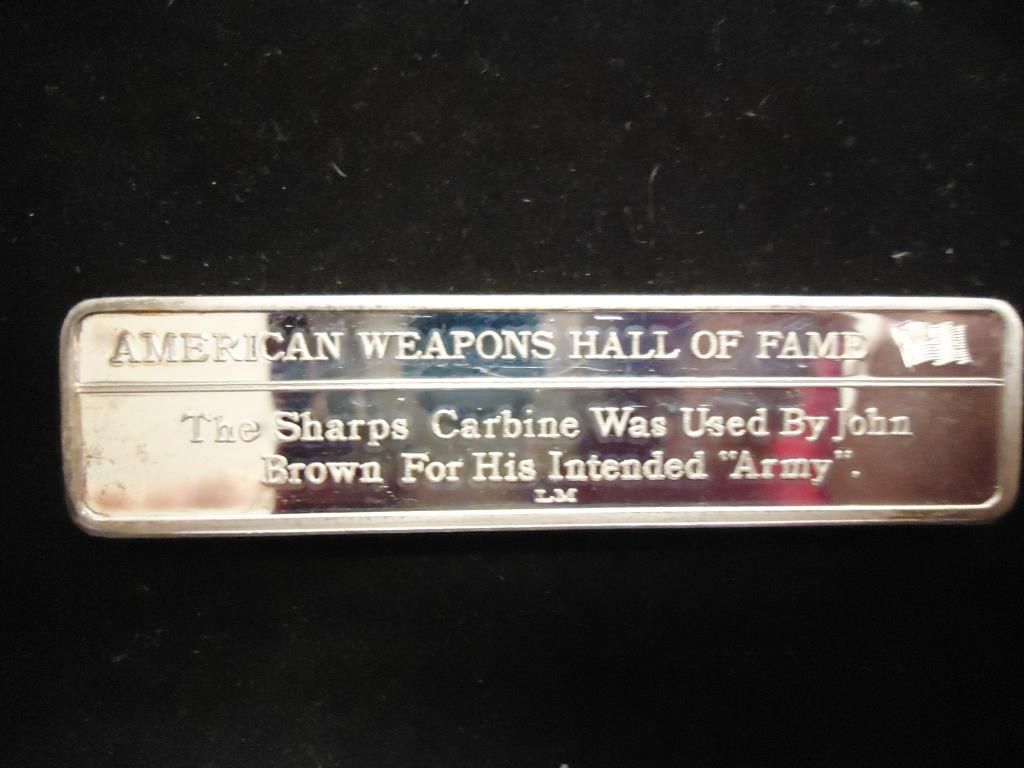 AMERICAN WEAPONS HALL OF FAME
The Sharps Carbine Was Used By John
Brown For His Intended "Army".
LM